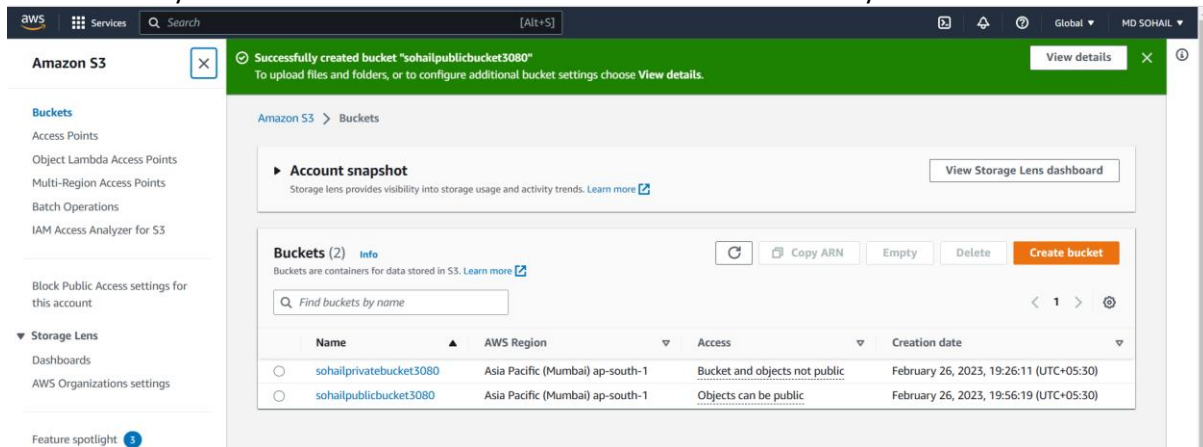 aws
Services
Search
[Alt+S]
Global
MD SOHAIL
Amazon S3
Buckets
Access Points
Object Lambda Access Points
Multi-Region Access Points
Batch Operations
IAM Access Analyzer for S3
Block Public Access settings for
this account
Storage Lens
Dashboards
AWS Organizations settings
Feature spotlight 3
Successfully created bucket "sohailpublicbucket3080"
To upload files and folders, or to configure additional bucket settings choose View details.
View details
Amazon S3 > Buckets
Account snapshot
Storage lens provides visibility into storage usage and activity trends. Learn more
View Storage Lens dashboard
Buckets (2) Info
Buckets are containers for data stored in S3. Learn more
Copy ARN
Empty
Delete
Create bucket
Find buckets by name
< 1 >
Name AWS Region Access Creation date
sohailprivatebucket3080 Asia Pacific (Mumbai) ap-south-1 Bucket and objects not public February 26, 2023, 19:26:11 (UTC+05:30)
sohailpublicbucket3080 Asia Pacific (Mumbai) ap-south-1 Objects can be public February 26, 2023, 19:56:19 (UTC+05:30)